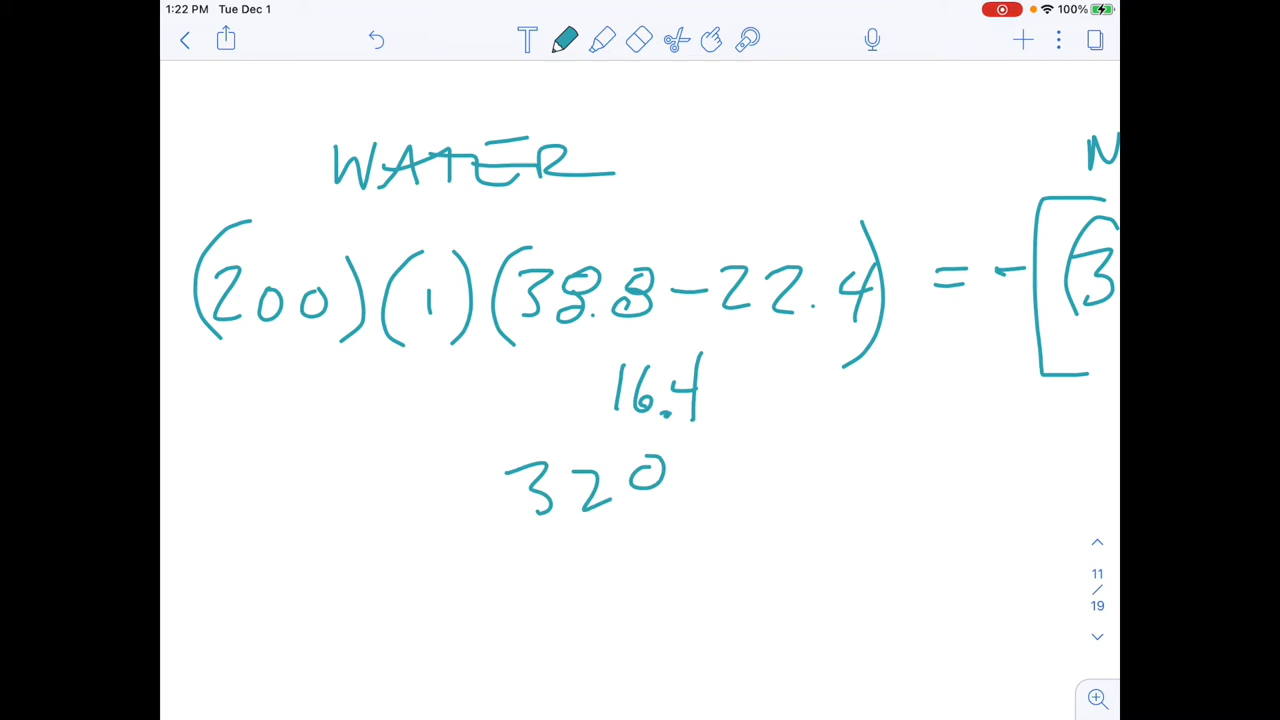 1:22 PM Tue Dec 1
100%
T
WATER
(200)(1)(38.8-22.4) = -[(3
16.4
320
11
/
19